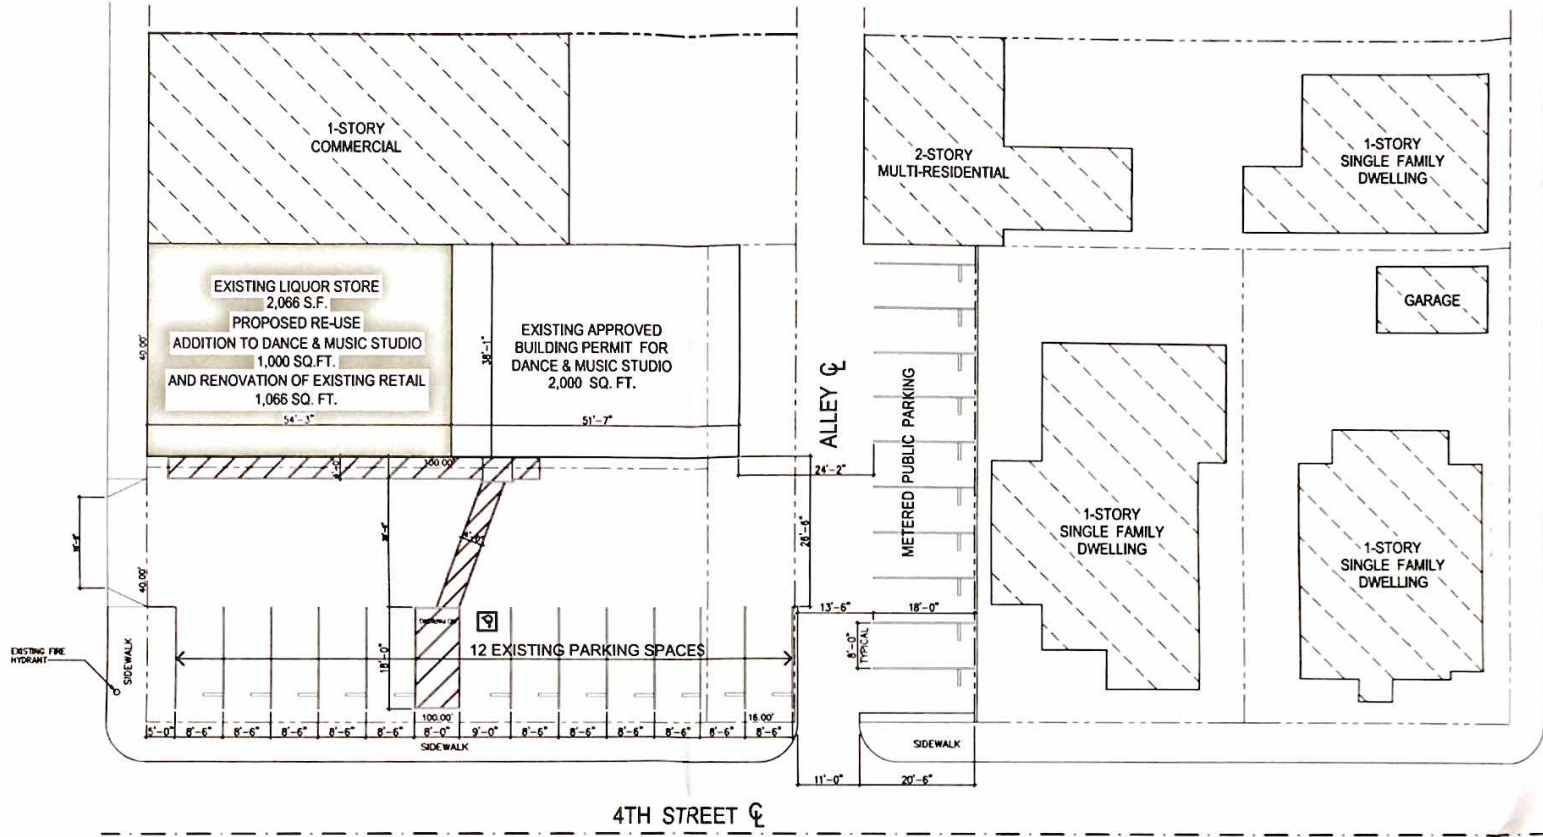 1-STORY
COMMERCIAL
2-STORY
MULTI-RESIDENTIAL
1-STORY
SINGLE FAMILY
DWELLING
EXISTING LIQUOR STORE
2,066 S.F.
PROPOSED RE-USE
ADDITION TO DANCE & MUSIC STUDIO
1,000 SQ.FT.
AND RENOVATION OF EXISTING RETAIL
1,066 SQ. FT.
40.00'
54'-3"
38'-1"
EXISTING APPROVED
BUILDING PERMIT FOR
DANCE & MUSIC STUDIO
2,000 SQ. FT.
51'-7"
ALLEY
METERED PUBLIC PARKING
GARAGE
100.00'
24'-2"
26'-6"
40.00'
1-STORY
SINGLE FAMILY
DWELLING
1-STORY
SINGLE FAMILY
DWELLING
13'-6"
18'-0"
8'-0"
TYPICAL
12 EXISTING PARKING SPACES
18'-0"
EXISTING FIRE
HYDRANT
SIDEWALK
100.00'
16.00'
5'-0" 8'-6" 8'-6" 8'-6" 8'-6" 8'-6" 8'-0" 9'-0" 8'-6" 8'-6" 8'-6" 8'-6" 8'-6" 8'-6"
SIDEWALK
SIDEWALK
11'-0"
20'-6"
4TH STREET